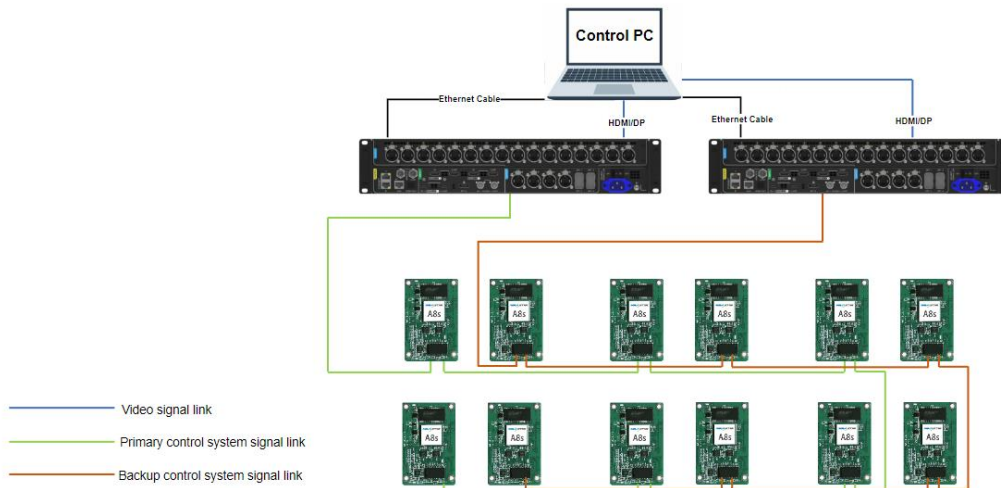 Control PC
Ethernet Cable
HDMI/DP
Ethernet Cable
HDMI/DP
A8s
A8s
A8s
A8s
A8s
A8s
A8s
A8s
A8s
A8s
A8s
A8s
Video signal link
Primary control system signal link
Backup control system signal link